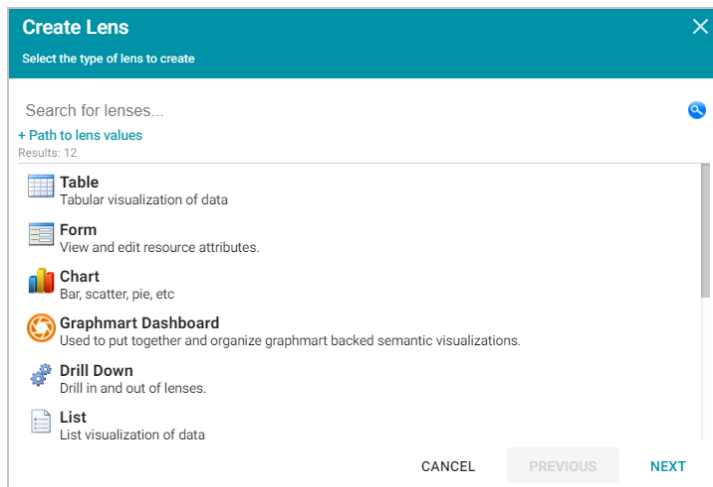 Create Lens
Select the type of lens to create
Search for lenses...
+ Path to lens values
Results: 12
Table
Tabular visualization of data
Form
View and edit resource attributes.
Chart
Bar, scatter, pie, etc
Graphmart Dashboard
Used to put together and organize graphmart backed semantic visualizations.
Drill Down
Drill in and out of lenses.
List
List visualization of data
CANCEL PREVIOUS NEXT